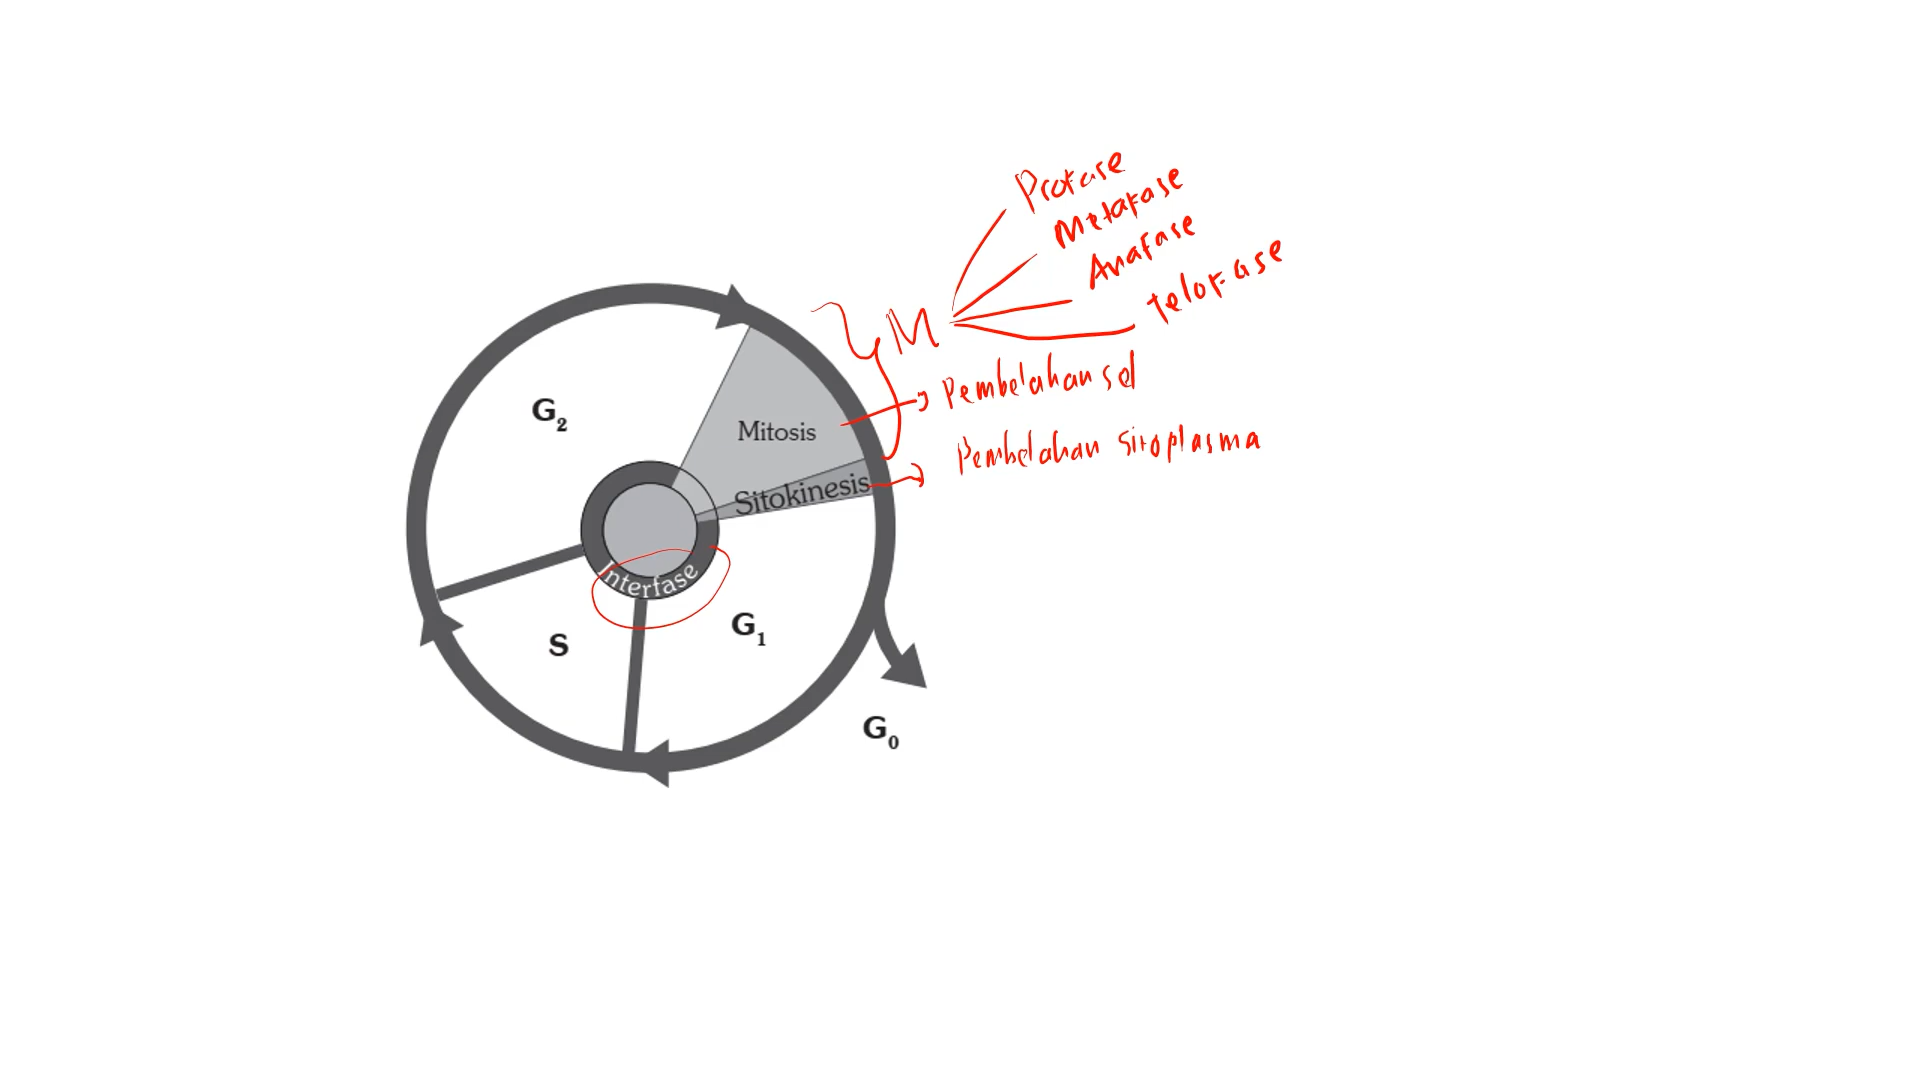 Profase
Metafase
Anafase
Telofase
M
Pembelahan sel
Pembelahan Sitoplasma
G2
Mitosis
Sitokinesis
Interfase
G1
S
G0